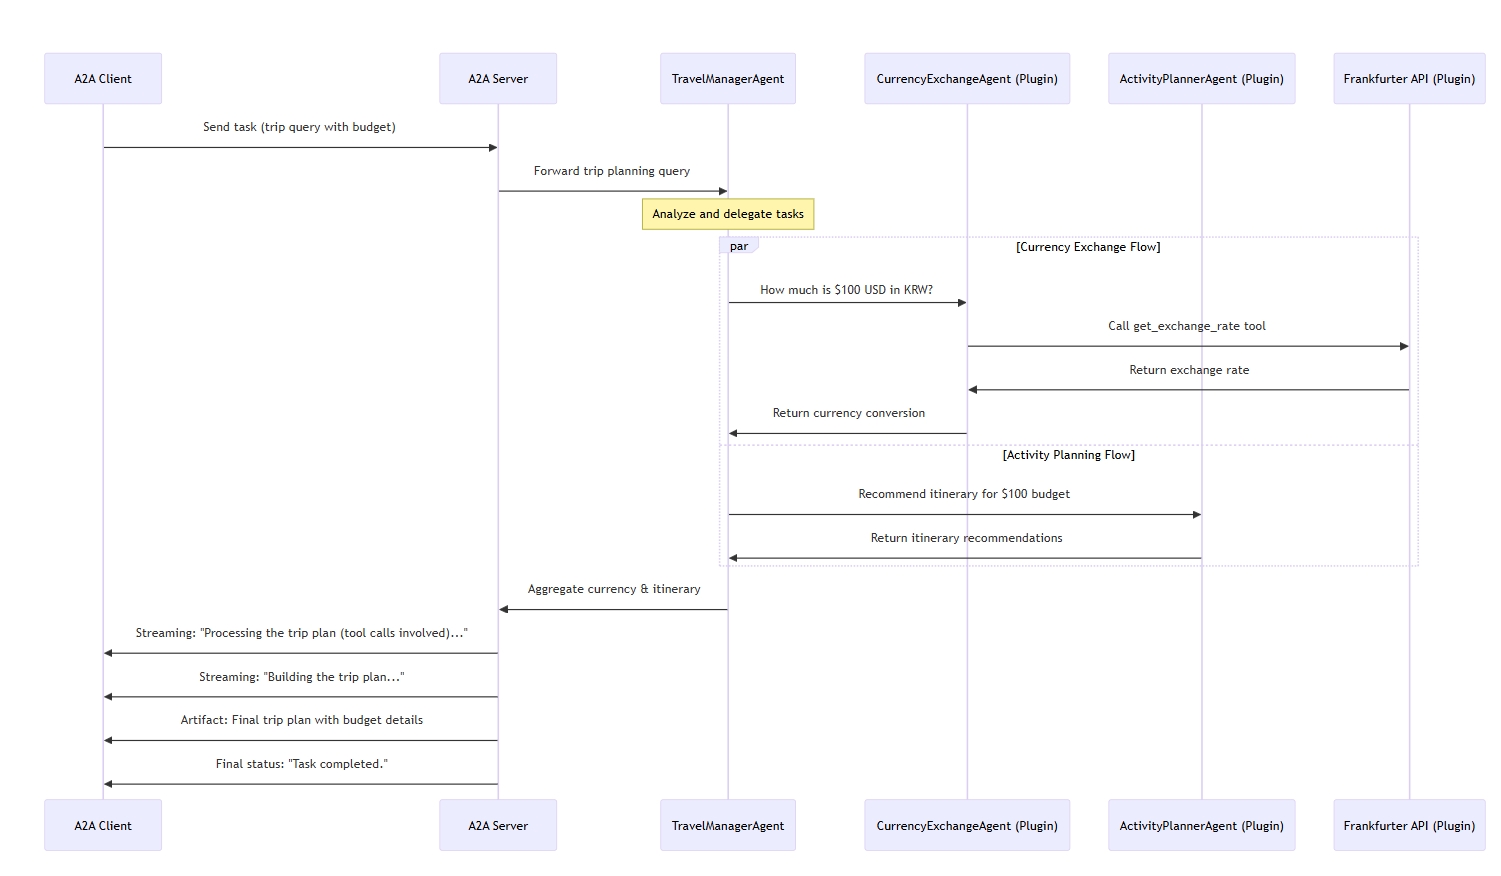 A2A Client
A2A Server
TravelManagerAgent
CurrencyExchangeAgent (Plugin)
ActivityPlannerAgent (Plugin)
Frankfurter API (Plugin)
Send task (trip query with budget)
Forward trip planning query
Analyze and delegate tasks
par
[Currency Exchange Flow]
How much is $100 USD in KRW?
Call get_exchange_rate tool
Return exchange rate
Return currency conversion
[Activity Planning Flow]
Recommend itinerary for $100 budget
Return itinerary recommendations
Aggregate currency & itinerary
Streaming: "Processing the trip plan (tool calls involved)..."
Streaming: "Building the trip plan..."
Artifact: Final trip plan with budget details
Final status: "Task completed."
A2A Client
A2A Server
TravelManagerAgent
CurrencyExchangeAgent (Plugin)
ActivityPlannerAgent (Plugin)
Frankfurter API (Plugin)